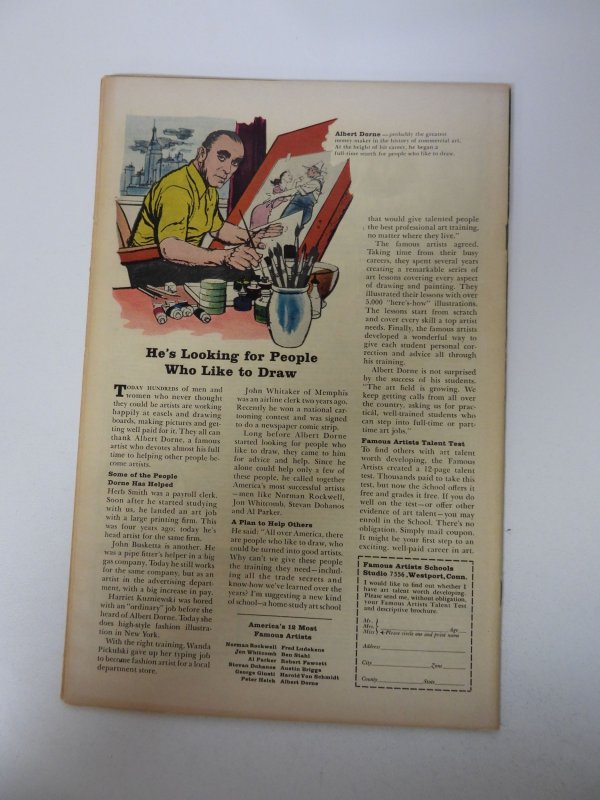 Albert Dorne — probably the greatest
money-maker in the history of commercial art.
At the height of his career, he began a
full-time search for people who like to draw.
He's Looking for People
Who Like to Draw
TODAY HUNDREDS of men and
women who never thought
they could be artists are working
happily at easels and drawing
boards, making pictures and get-
ting well paid for it. They all can
thank Albert Dorne, a famous
artist who devotes almost his full
time to helping other people be-
come artists.
Some of the People
Dorne Has Helped
Herb Smith was a payroll clerk.
Soon after he started studying
with us, he landed an art job
with a large printing firm. This
was four years ago: today he's
head artist for the same firm.
John Busketta is another. He
was a pipe fitter's helper in a big
gas company. Today he still works
for the same company, but as an
artist in the advertising depart-
ment, with a big increase in pay.
Harriet Kuzniewski was bored
with an "ordinary" job before she
heard of Albert Dorne. Today she
does high-style fashion illustra-
tion in New York.
With the right training, Wanda
Pickulski gave up her typing job
to become fashion artist for a local
department store.
John Whitaker of Memphis
was an airline clerk two years ago.
Recently he won a national car-
tooning contest and was signed
to do a newspaper comic strip.
Long before Albert Dorne
started looking for people who
like to draw, they came to him
for advice and help. Since he
alone could help only a few of
these people, he called together
America's most successful artists
—men like Norman Rockwell,
Jon Whitcomb, Stevan Dohanos
and Al Parker.
A Plan to Help Others
He said: "All over America, there
are people who like to draw, who
could be turned into good artists.
Why can't we give these people
the training they need—includ-
ing all the trade secrets and
know-how we've learned over the
years? I'm suggesting a new kind
of school—a home-study art school
America's 12 Most
Famous Artists
Norman Rockwell Fred Ludekens
Jon Whitcomb Ben Stahl
Al Parker Robert Fawcett
Stevan Dohanos Austin Briggs
George Giusti Harold Von Schmidt
Peter Helck Albert Dorne
that would give talented people
the best professional art training,
no matter where they live."
The famous artists agreed.
Taking time from their busy
careers, they spent several years
creating a remarkable series of
art lessons covering every aspect
of drawing and painting. They
illustrated their lessons with over
5,000 "here's-how" illustrations.
The lessons start from scratch
and cover every skill a top artist
needs. Finally, the famous artists
developed a wonderful way to
give each student personal cor-
rection and advice all through
his training.
Albert Dorne is not surprised
by the success of his students.
"The art field is growing. We
keep getting calls from all over
the country, asking us for prac-
tical, well-trained students who
can step into full-time or part-
time art jobs."
Famous Artists Talent Test
To find others with art talent
worth developing, the Famous
Artists created a 12-page talent
test. Thousands paid to take this
test, but now the School offers it
free and grades it free. If you do
well on the test—or offer other
evidence of art talent—you may
enroll in the School. There's no
obligation. Simply mail coupon.
It might be your first step to an
exciting, well-paid career in art.
Famous Artists Schools
Studio 7556, Westport, Conn.
I would like to find out whether I
have art talent worth developing.
Please send me, without obligation,
your Famous Artists Talent Test
and descriptive brochure.
Mr.
Mrs.
Miss Please circle one and print name Age
Address
City Zone
County State